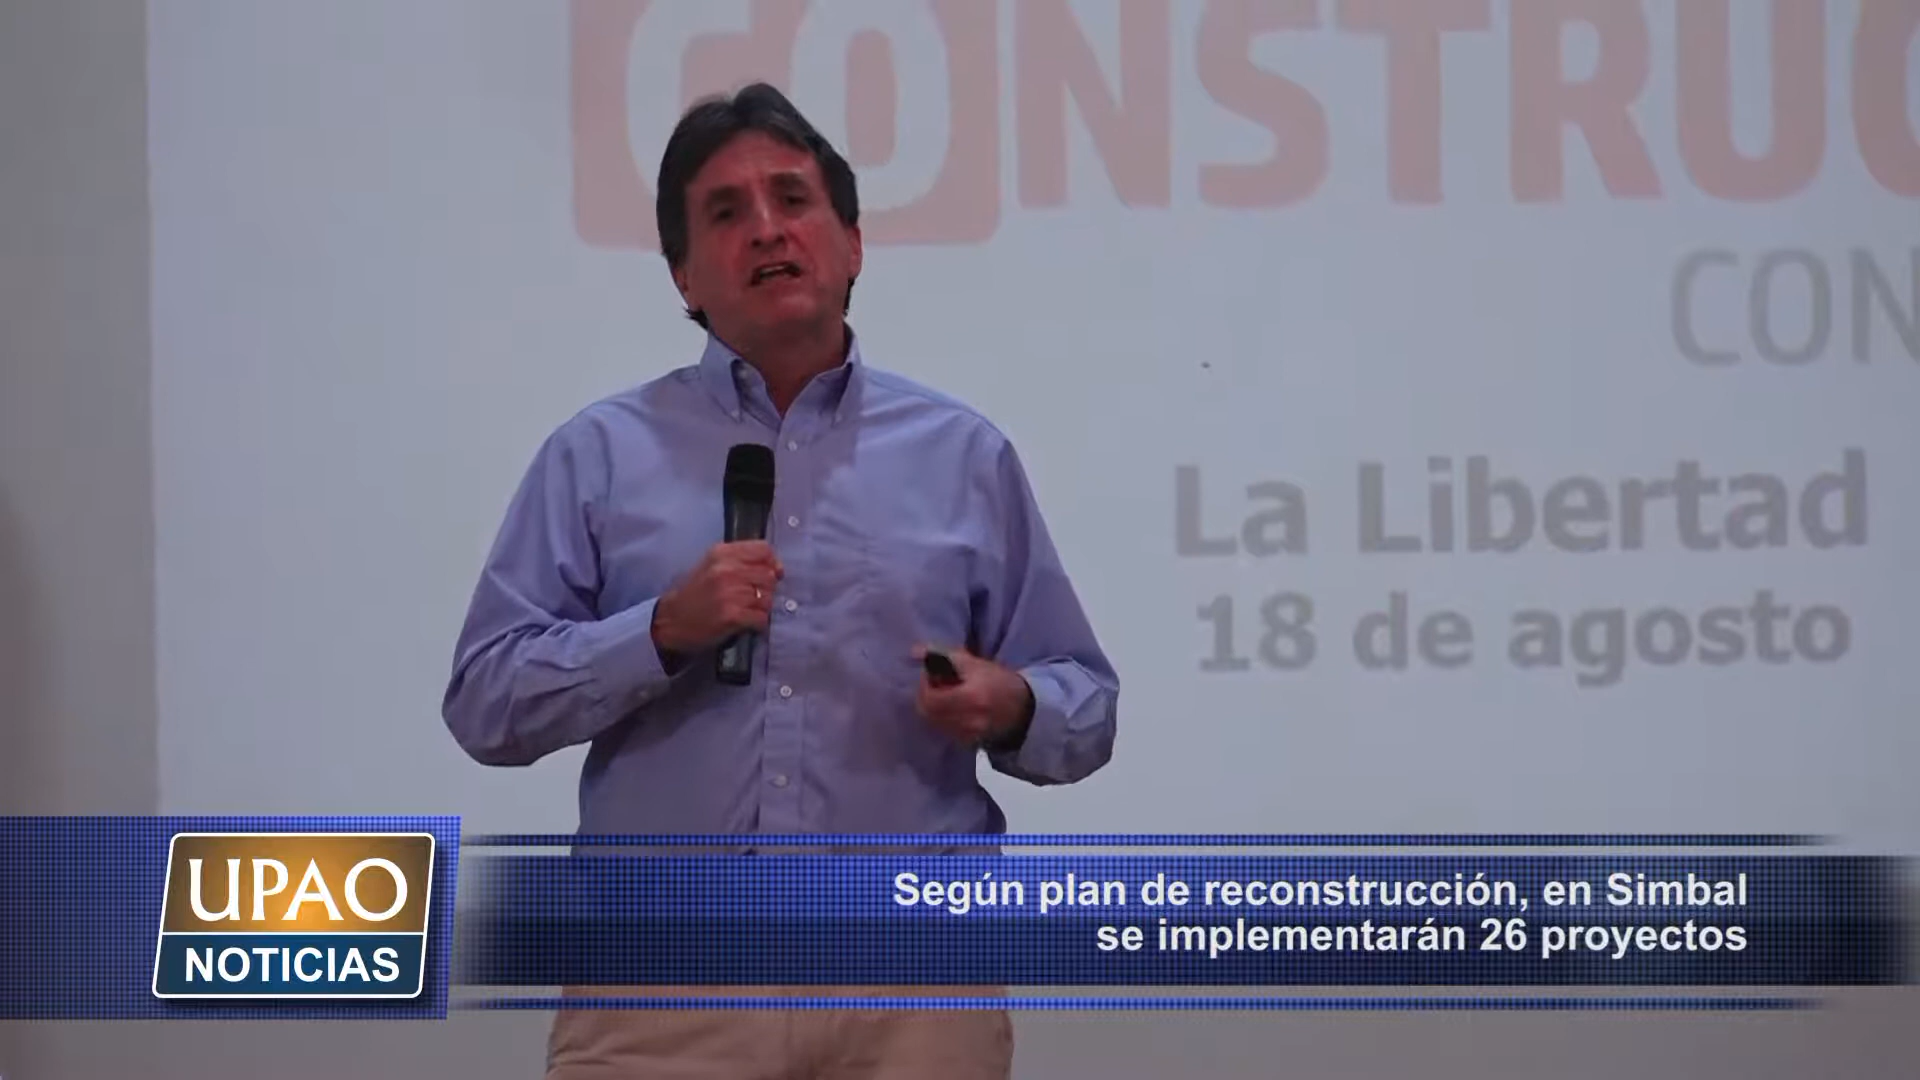 CONSTRUC
CON
La Libertad
18 de agosto
UPAO
NOTICIAS
Según plan de reconstrucción, en Simbal
se implementarán 26 proyectos